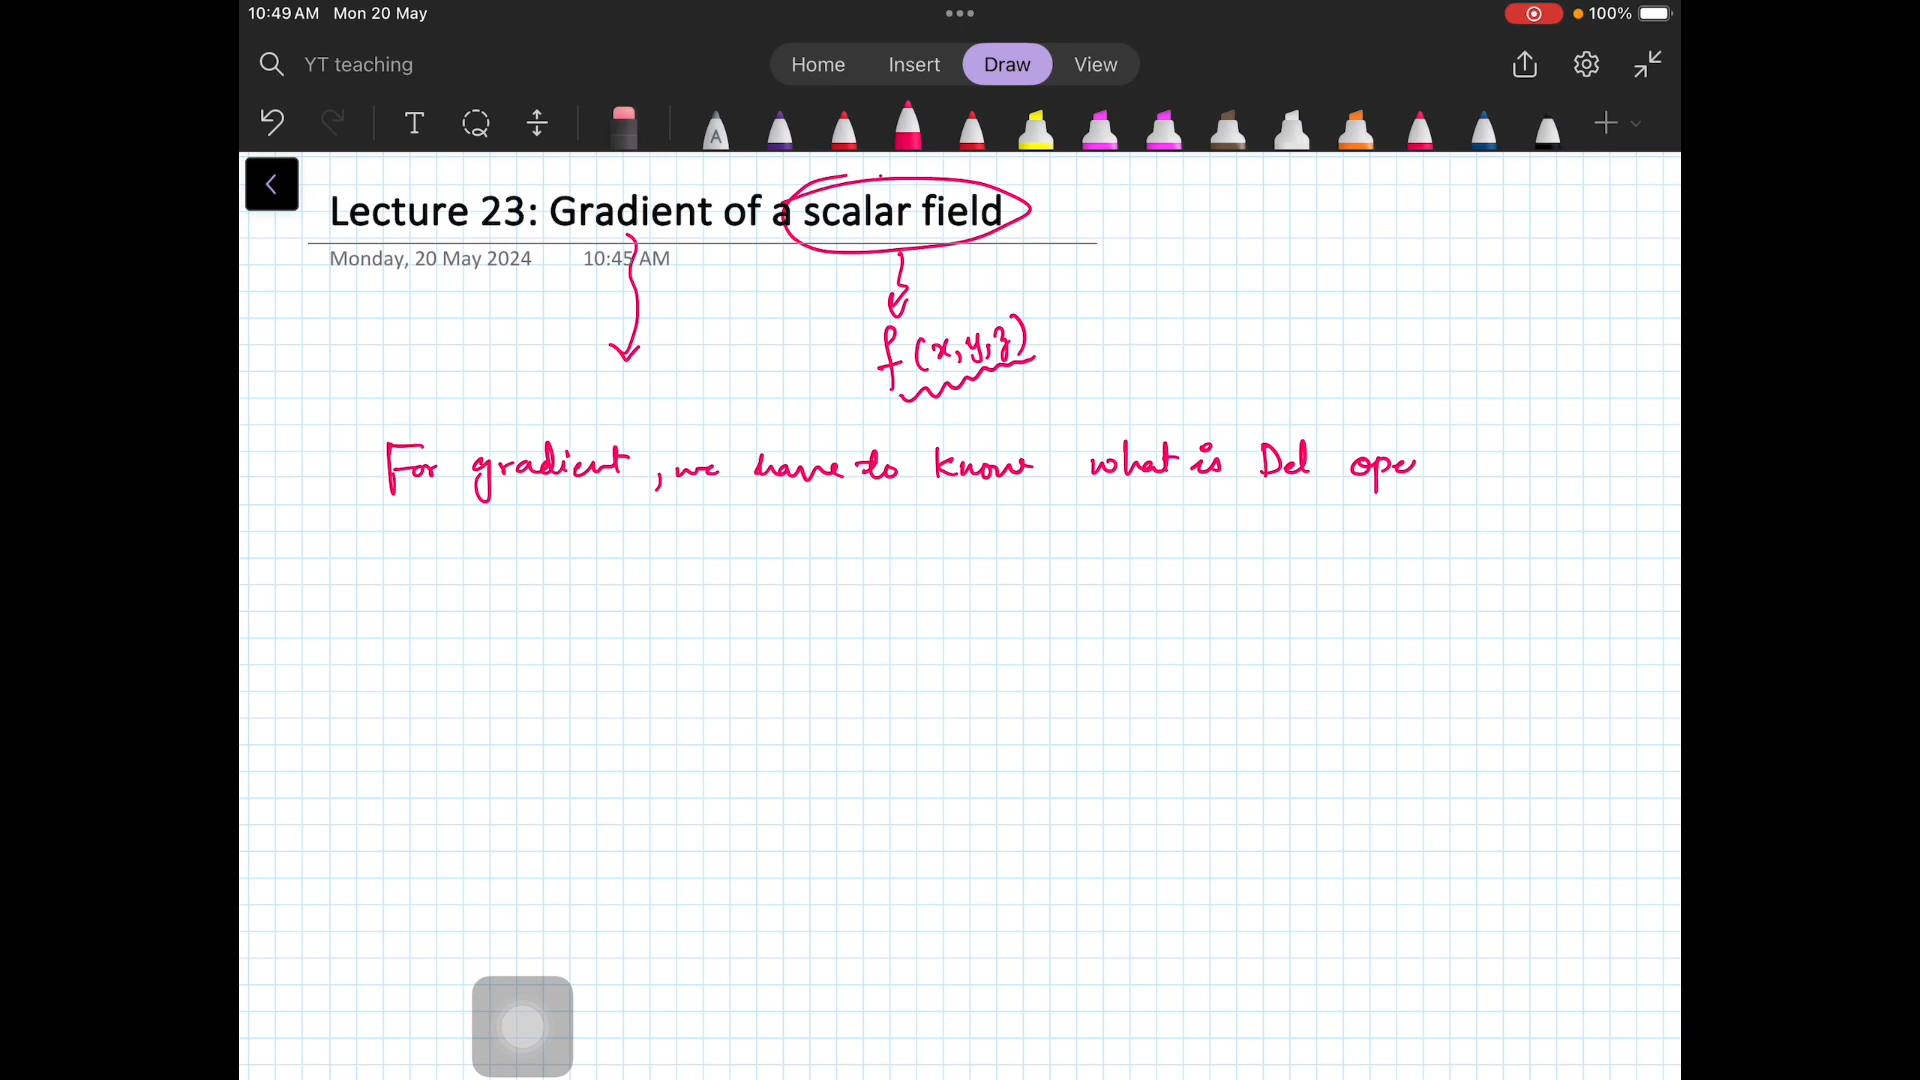 10:49 AM Mon 20 May
100%
YT teaching
Home Insert Draw View
T
A
Lecture 23: Gradient of a scalar field
Monday, 20 May 2024 10:45 AM
f(x,y,z)
For gradient, we have to know what is Del ope